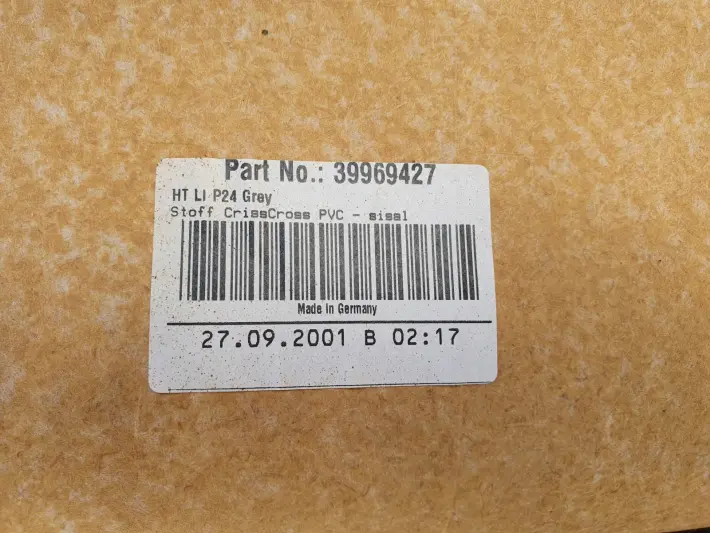 Part No.: 39969427
HT LI P24 Grey
Stoff CrissCross PVC - sisal
Made in Germany
27.09.2001 B 02:17